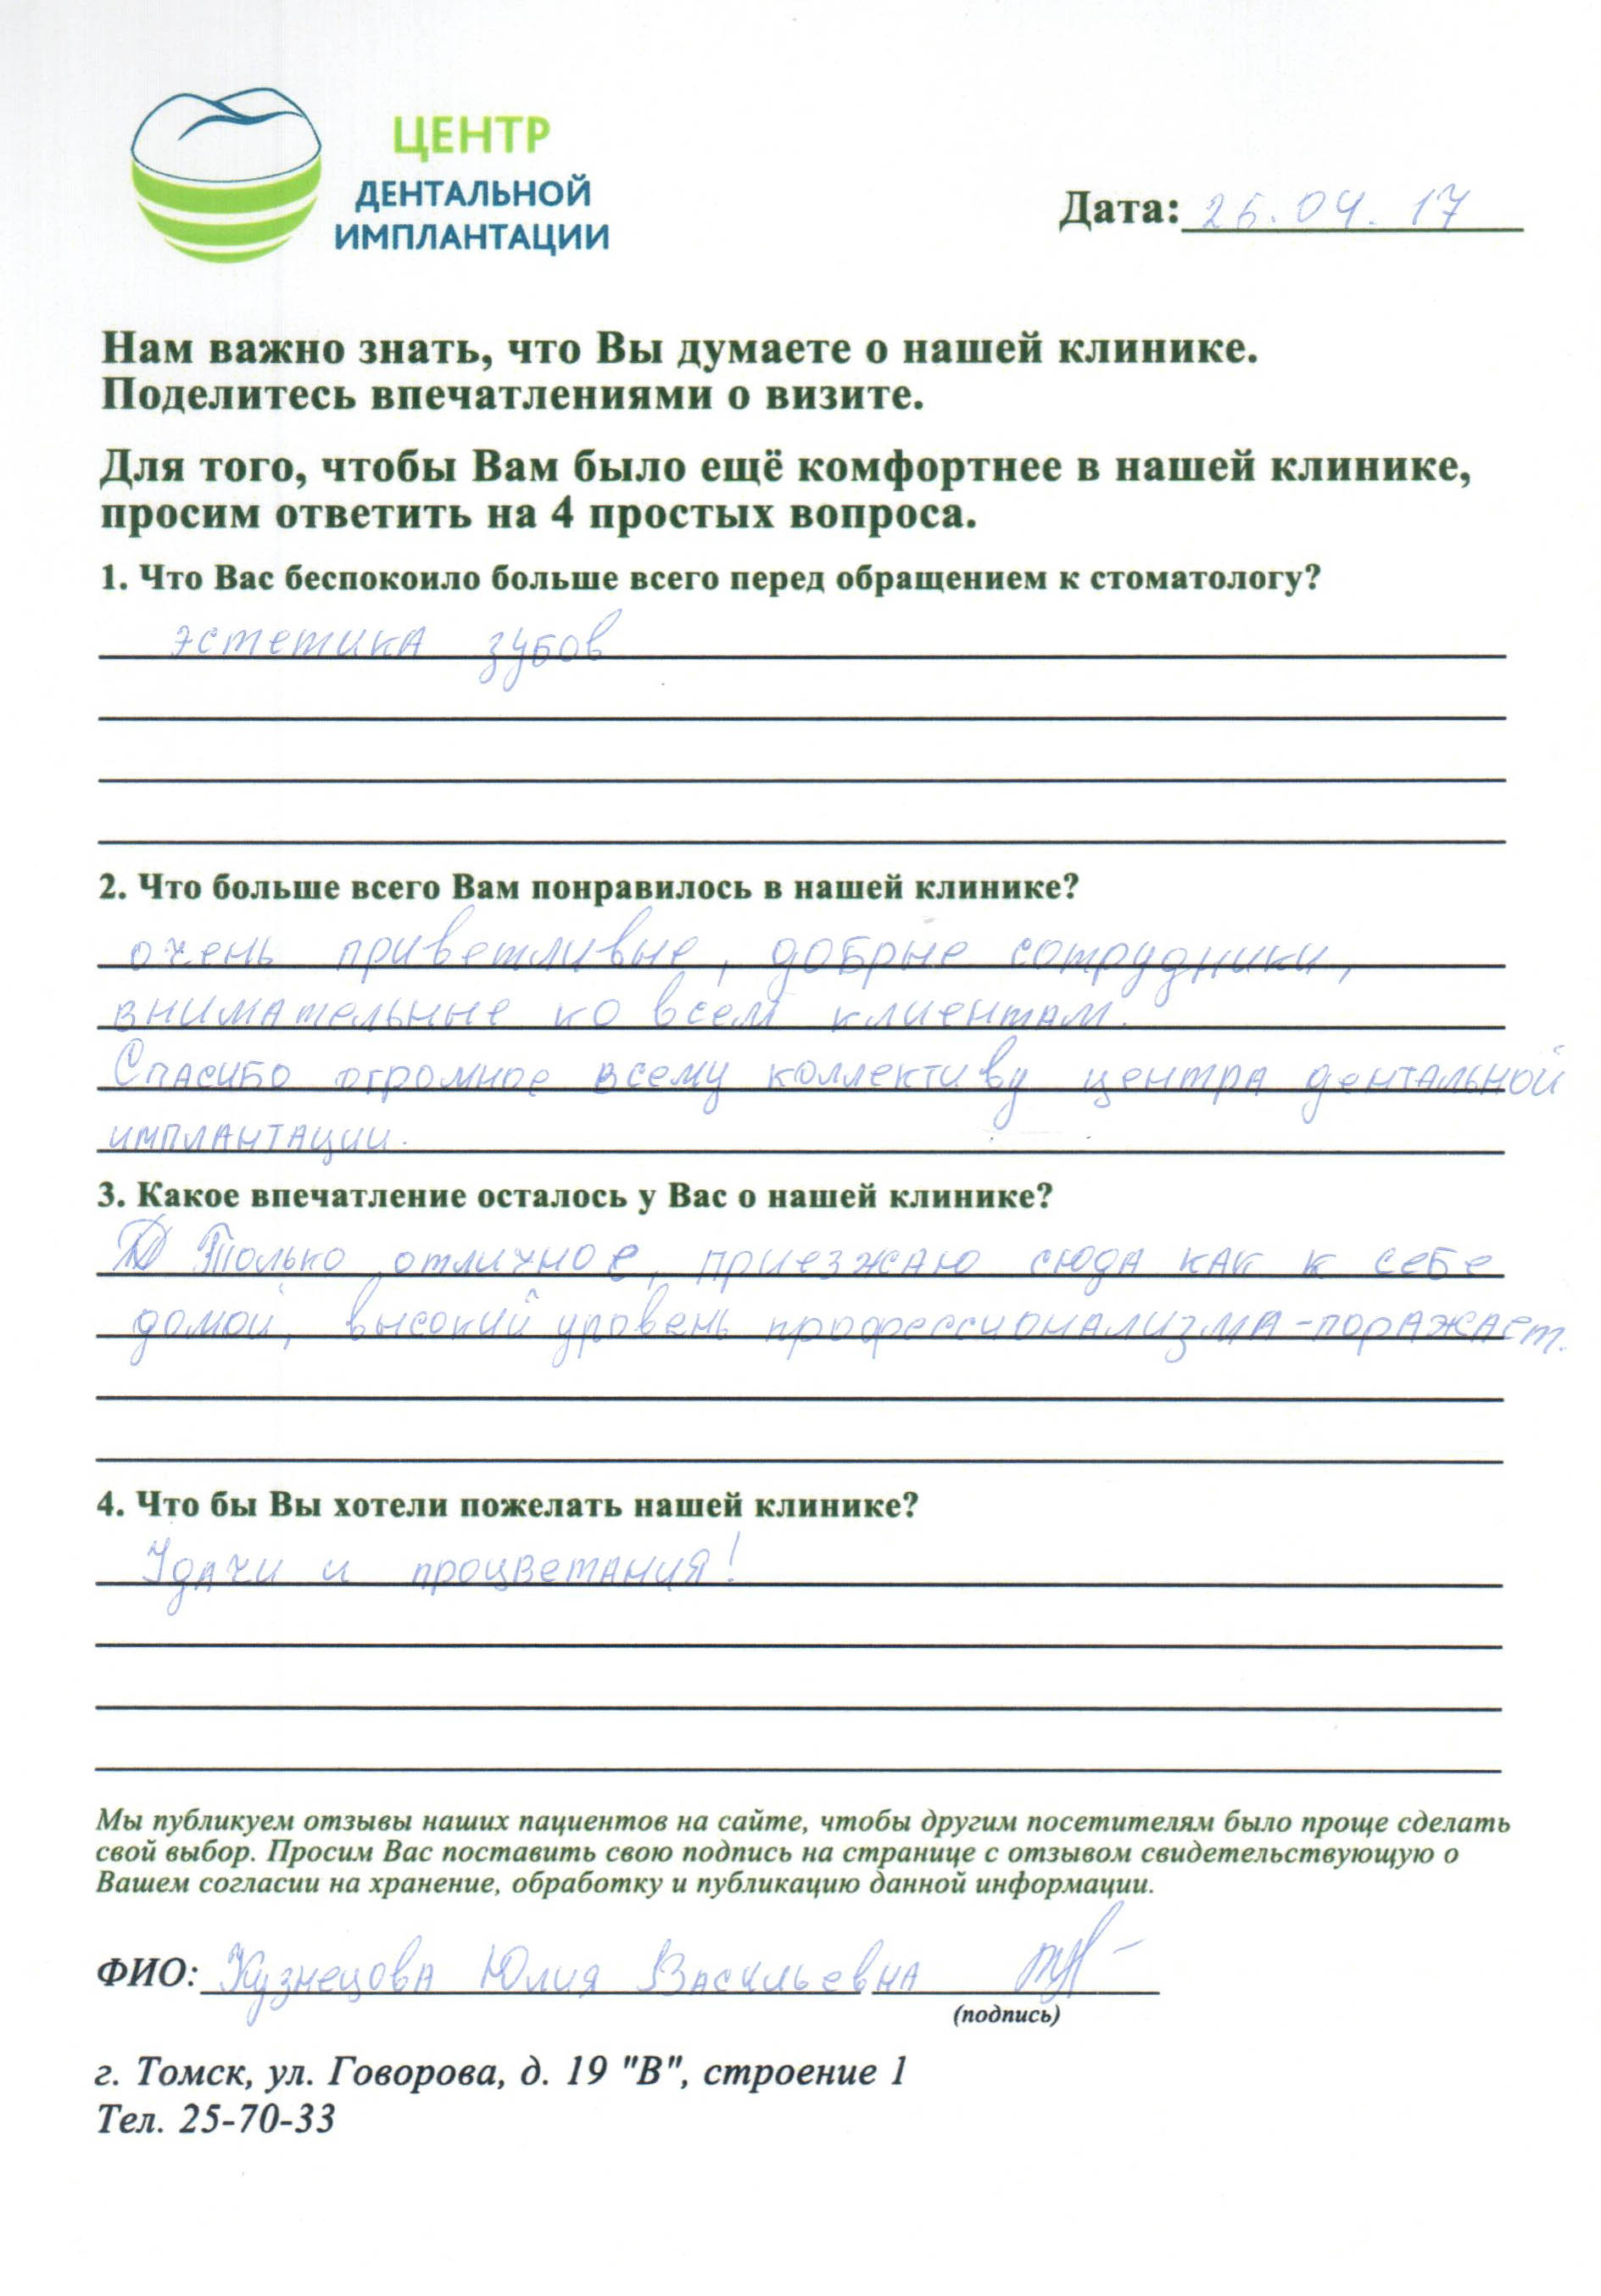 ЦЕНТР
ДЕНТАЛЬНОЙ
ИМПЛАНТАЦИИ
Дата: 26.04.17
Нам важно знать, что Вы думаете о нашей клинике.
Поделитесь впечатлениями о визите.
Для того, чтобы Вам было ещё комфортнее в нашей клинике,
просим ответить на 4 простых вопроса.
1. Что Вас беспокоило больше всего перед обращением к стоматологу?
эстетика зубов
2. Что больше всего Вам понравилось в нашей клинике?
очень приветливые, добрые сотрудники,
внимательные ко всем клиентам.
Спасибо огромное всему коллективу центра дентальной
имплантации.
3. Какое впечатление осталось у Вас о нашей клинике?
Только отличное, приезжаю сюда как к себе
домой, высокий уровень профессионализма-поражает.
4. Что бы Вы хотели пожелать нашей клинике?
Удачи и процветания!
Мы публикуем отзывы наших пациентов на сайте, чтобы другим посетителям было проще сделать
свой выбор. Просим Вас поставить свою подпись на странице с отзывом свидетельствующую о
Вашем согласии на хранение, обработку и публикацию данной информации.
ФИО: Кузнецова Юлия Васильевна
(подпись)
г. Томск, ул. Говорова, д. 19 "В", строение 1
Тел. 25-70-33